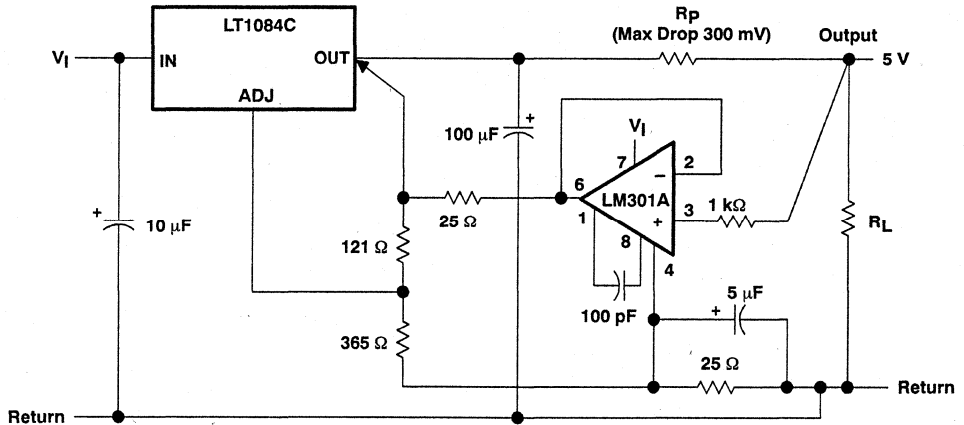 LT1084C
RP
(Max Drop 300 mV)
Output
VI
IN
OUT
5 V
ADJ
100 μF
+
VI
7
2
−
6
LM301A
+
10 μF
+
25 Ω
1
+
3
1 kΩ
RL
121 Ω
8
4
100 pF
5 μF
+
365 Ω
25 Ω
Return
Return